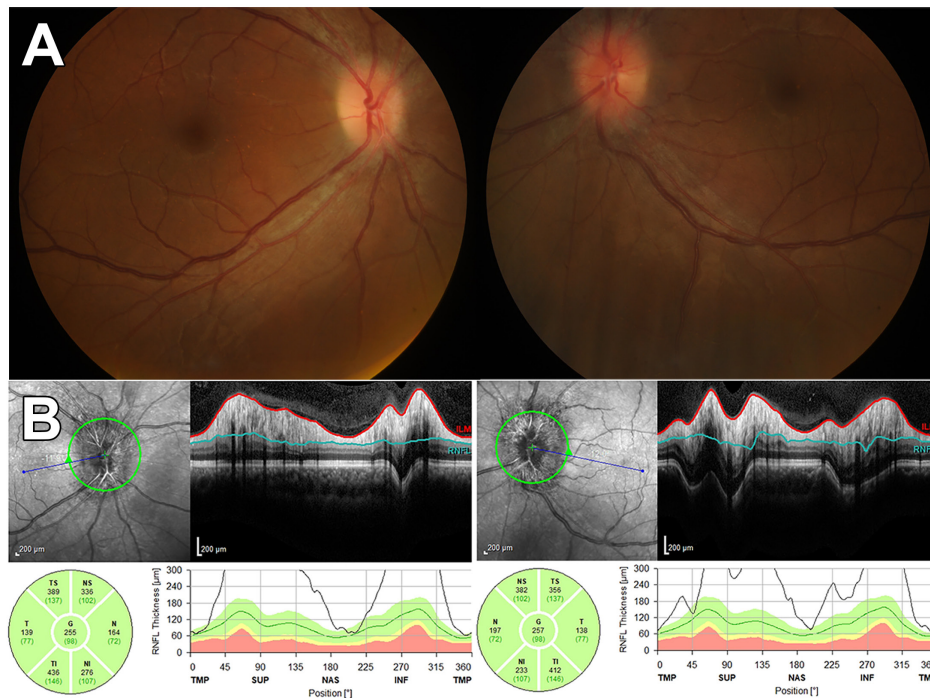 A
B
ILM
RNFL
200 µm
200 µm
RNFL
200 µm
200 µm
TS
389
(137)
NS
336
(102)
T
139
(77)
G
255
(98)
N
164
(72)
TI
436
(146)
NI
276
(107)
RNFL Thickness [µm]
300
240
180
120
60
0
0 45 90 135 180 225 270 315 360
TMP SUP NAS INF TMP
Position [°]
NS
382
(102)
TS
356
(137)
N
197
(72)
G
257
(98)
T
138
(77)
NI
233
(107)
TI
412
(146)
RNFL Thickness [µm]
300
240
180
120
60
0
0 45 90 135 180 225 270 315
TMP SUP NAS INF TMP
Position [°]